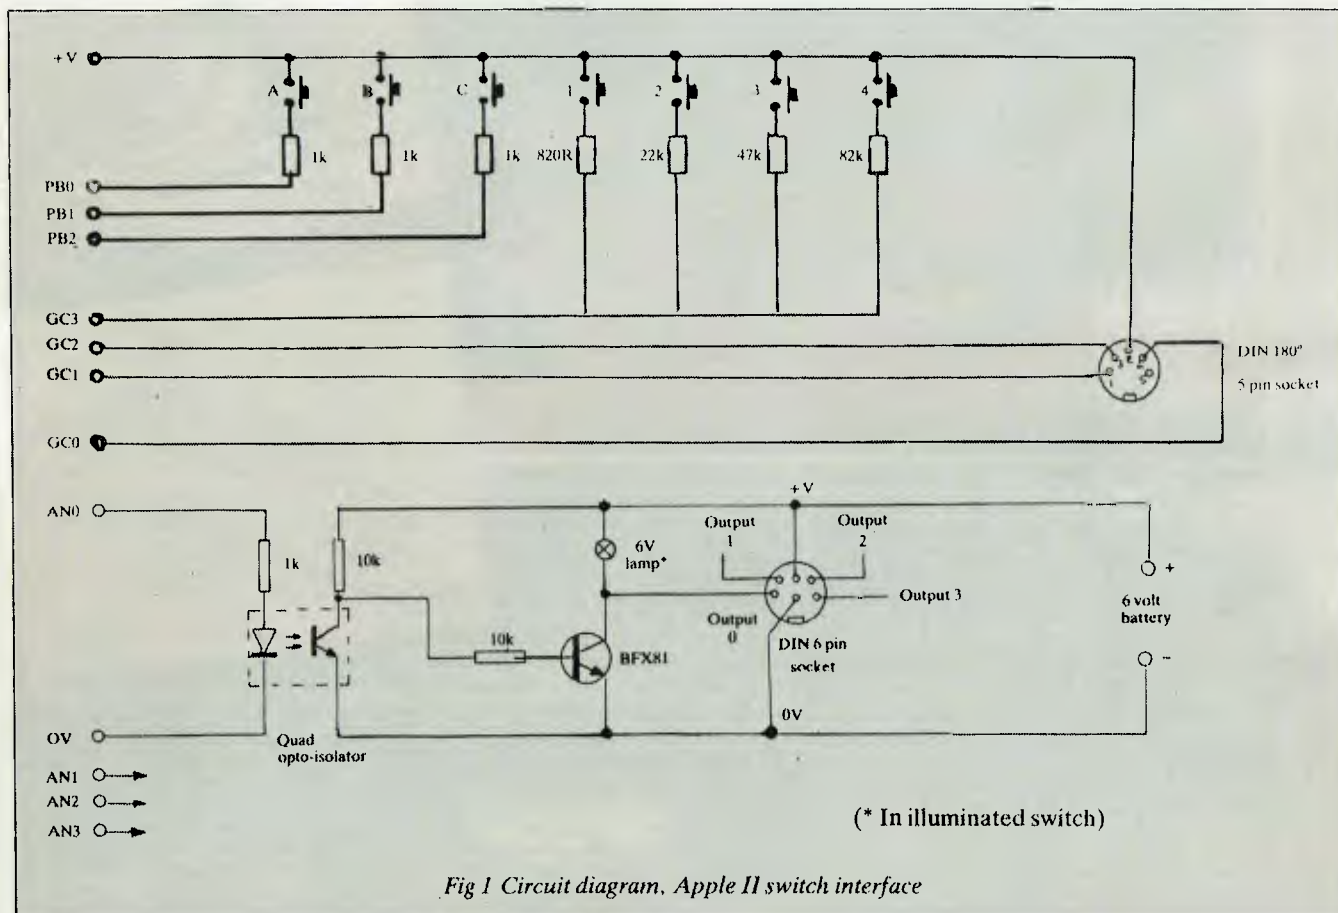 +V
A B C 1 2 3 4
1k 1k 1k 820R 22k 47k 82k
PB0
PB1
PB2
GC3
GC2
GC1
DIN 180°
5 pin socket
GC0
AN0
1k
10k
+V
6V
lamp*
Output
1
Output
2
Output 3
Output
0
DIN 6 pin
socket
+
6 volt
battery
-
10k
BFX81
0V
OV
Quad
opto-isolator
AN1
AN2
AN3
(* In illuminated switch)
Fig 1 Circuit diagram, Apple II switch interface